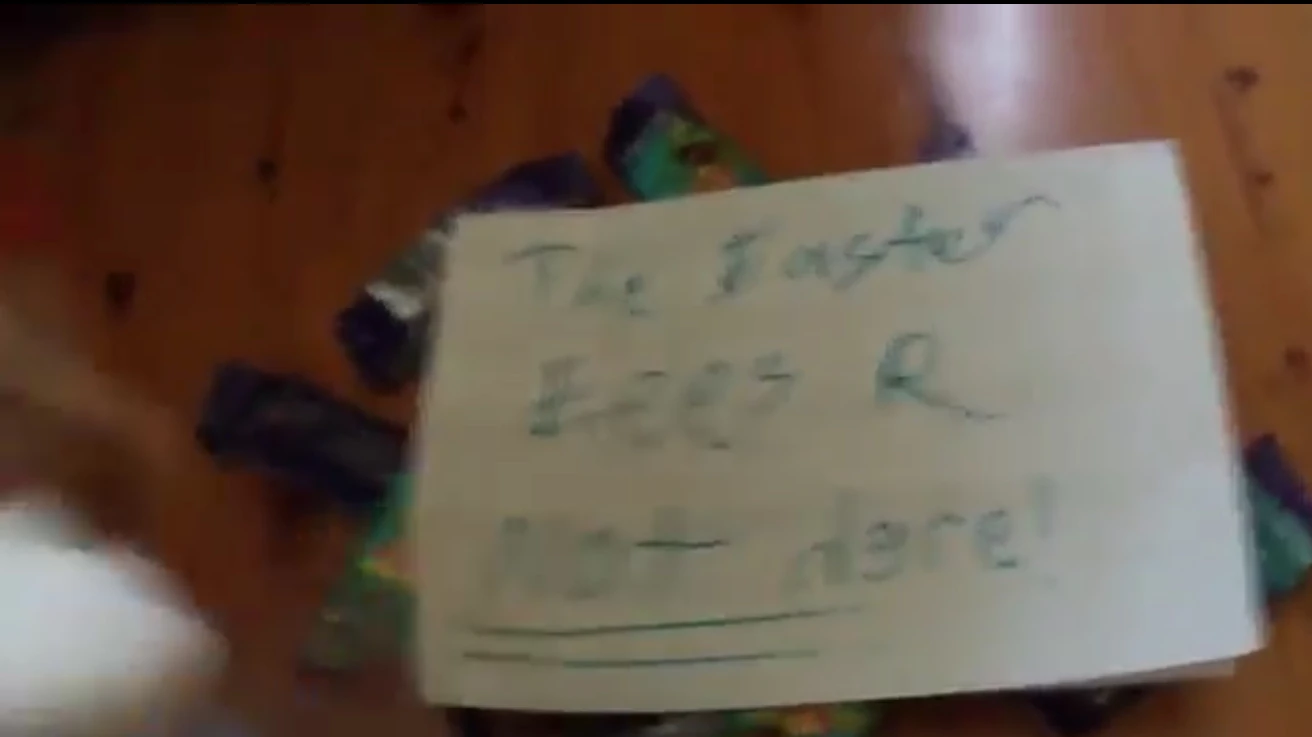 The Easter
Eggs R
Not Here!